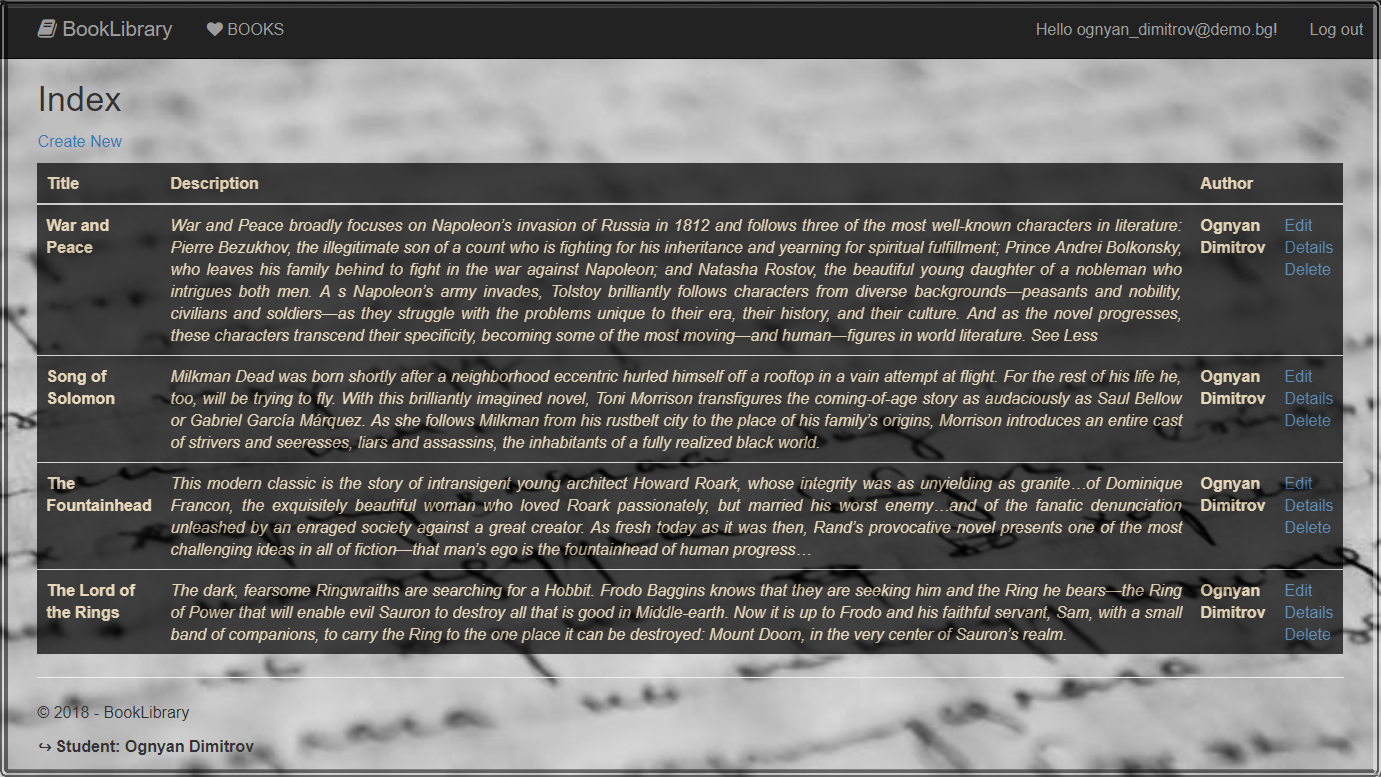 BookLibrary BOOKS Hello ognyan_dimitrov@demo.bg! Log out
Index
Create New
Title Description Author
War and Peace
War and Peace broadly focuses on Napoleon’s invasion of Russia in 1812 and follows three of the most well-known characters in literature:
Pierre Bezukhov, the illegitimate son of a count who is fighting for his inheritance and yearning for spiritual fulfillment; Prince Andrei Bolkonsky,
who leaves his family behind to fight in the war against Napoleon; and Natasha Rostov, the beautiful young daughter of a nobleman who
intrigues both men. A s Napoleon’s army invades, Tolstoy brilliantly follows characters from diverse backgrounds—peasants and nobility,
civilians and soldiers—as they struggle with the problems unique to their era, their history, and their culture. And as the novel progresses,
these characters transcend their specificity, becoming some of the most moving—and human—figures in world literature. See Less
Ognyan
Dimitrov
Edit
Details
Delete
Song of
Solomon
Milkman Dead was born shortly after a neighborhood eccentric hurled himself off a rooftop in a vain attempt at flight. For the rest of his life he,
too, will be trying to fly. With this brilliantly imagined novel, Toni Morrison transfigures the coming-of-age story as audaciously as Saul Bellow
or Gabriel García Márquez. As she follows Milkman from his rustbelt city to the place of his family’s origins, Morrison introduces an entire cast
of strivers and seeresses, liars and assassins, the inhabitants of a fully realized black world.
Ognyan
Dimitrov
Edit
Details
Delete
The
Fountainhead
This modern classic is the story of intransigent young architect Howard Roark, whose integrity was as unyielding as granite…of Dominique
Francon, the exquisitely beautiful woman who loved Roark passionately, but married his worst enemy…and of the fanatic denunciation
unleashed by an enraged society against a great creator. As fresh today as it was then, Rand’s provocative novel presents one of the most
challenging ideas in all of fiction—that man’s ego is the fountainhead of human progress…
Ognyan
Dimitrov
Edit
Details
Delete
The Lord of
the Rings
The dark, fearsome Ringwraiths are searching for a Hobbit. Frodo Baggins knows that they are seeking him and the Ring he bears—the Ring
of Power that will enable evil Sauron to destroy all that is good in Middle-earth. Now it is up to Frodo and his faithful servant, Sam, with a small
band of companions, to carry the Ring to the one place it can be destroyed: Mount Doom, in the very center of Sauron’s realm.
Ognyan
Dimitrov
Edit
Details
Delete
© 2018 - BookLibrary
↪ Student: Ognyan Dimitrov